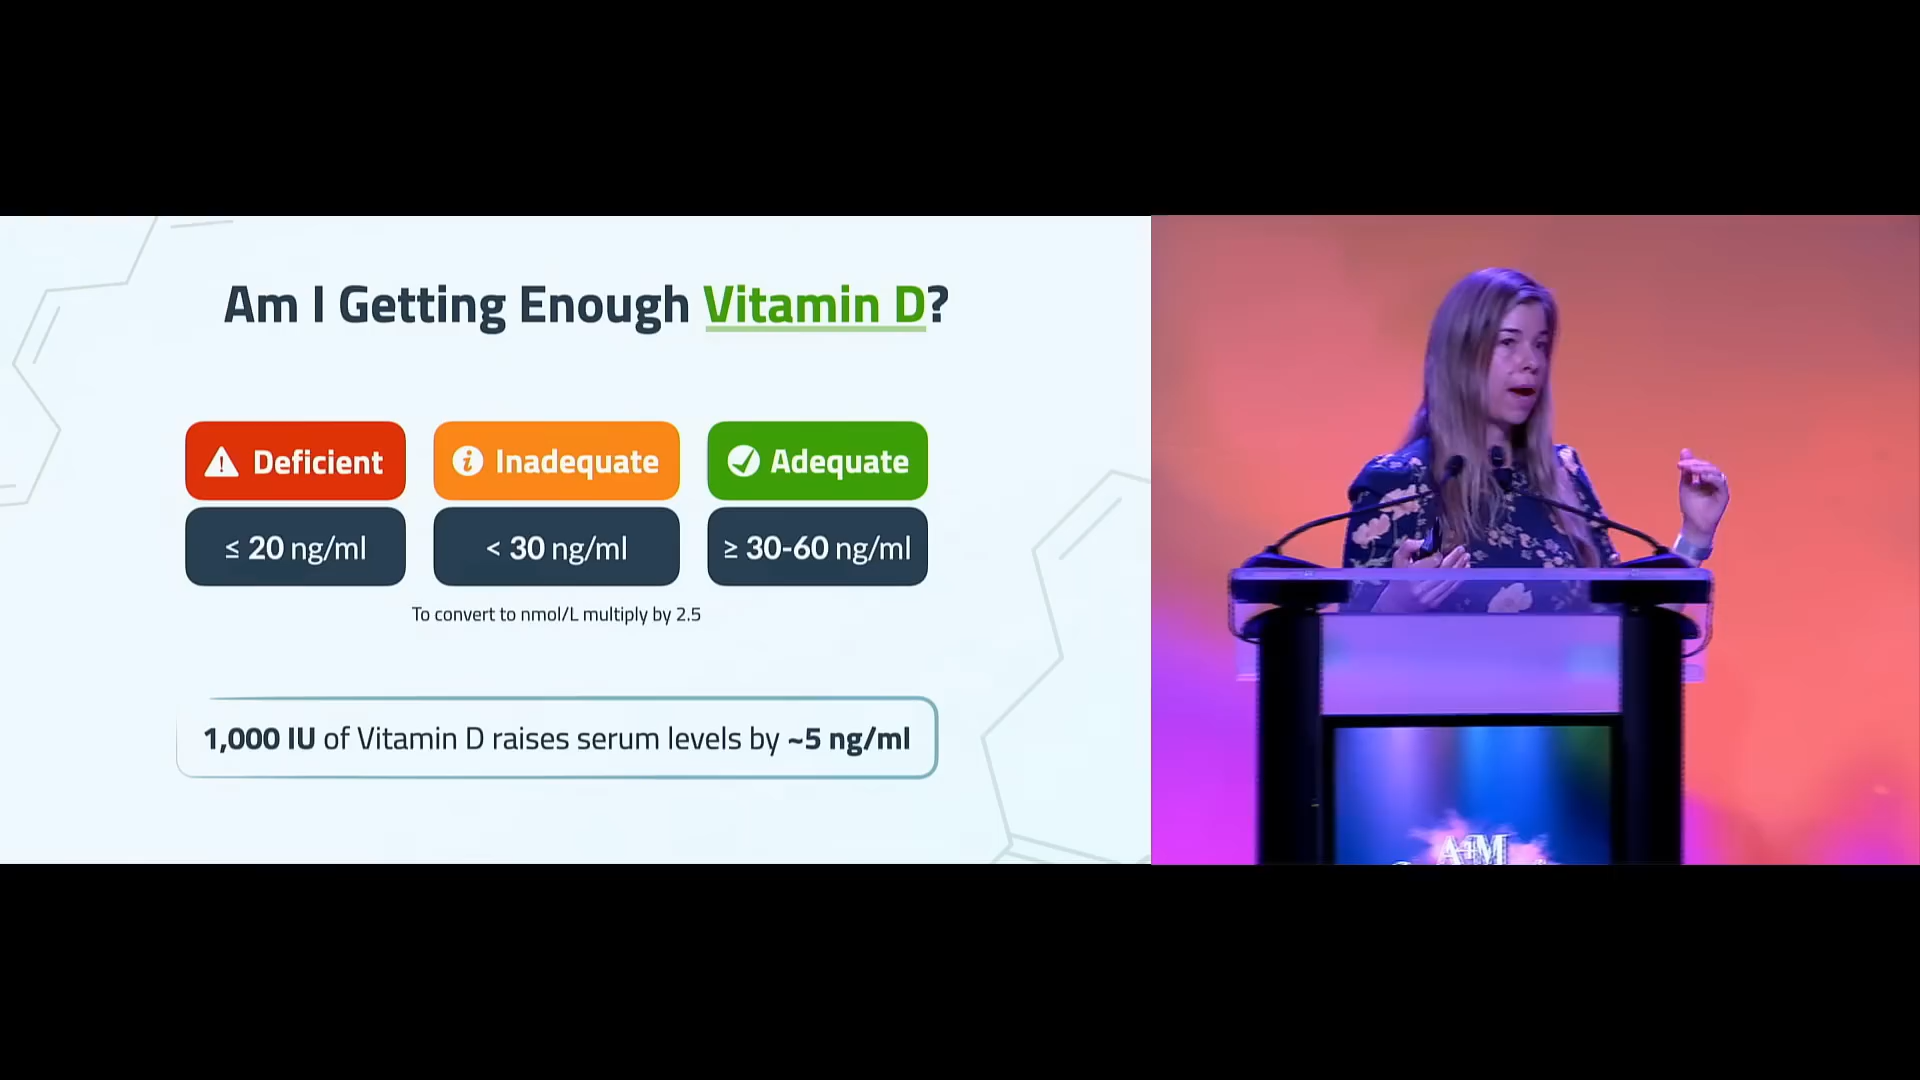 Am I Getting Enough Vitamin D?
Deficient
Inadequate
Adequate
≤ 20 ng/ml
< 30 ng/ml
≥ 30-60 ng/ml
To convert to nmol/L multiply by 2.5
1,000 IU of Vitamin D raises serum levels by ~5 ng/ml
A4M